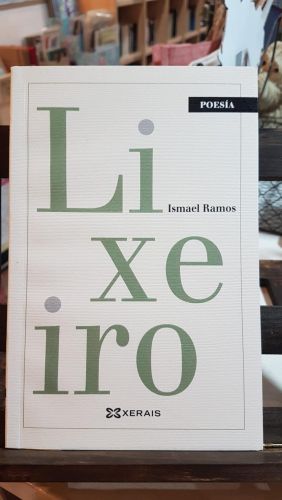 POESÍA
Li
Ismael Ramos
xe
iro
XERAIS